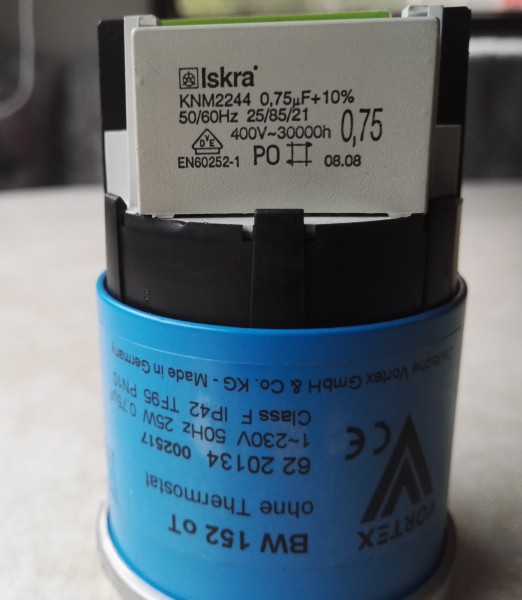 Iskra
KNM2244 0,75µF+10%
50/60Hz 25/85/21
400V~30000h 0,75
EN60252-1 PO 08.08
VORTEX
BW 152 oT
ohne Thermostat
62 20134 002517
1~230V 50Hz 25W 0,75µF
Class F IP42 TF95 PN10
Deutsche Vortex GmbH & Co. KG - Made in Germany
CE